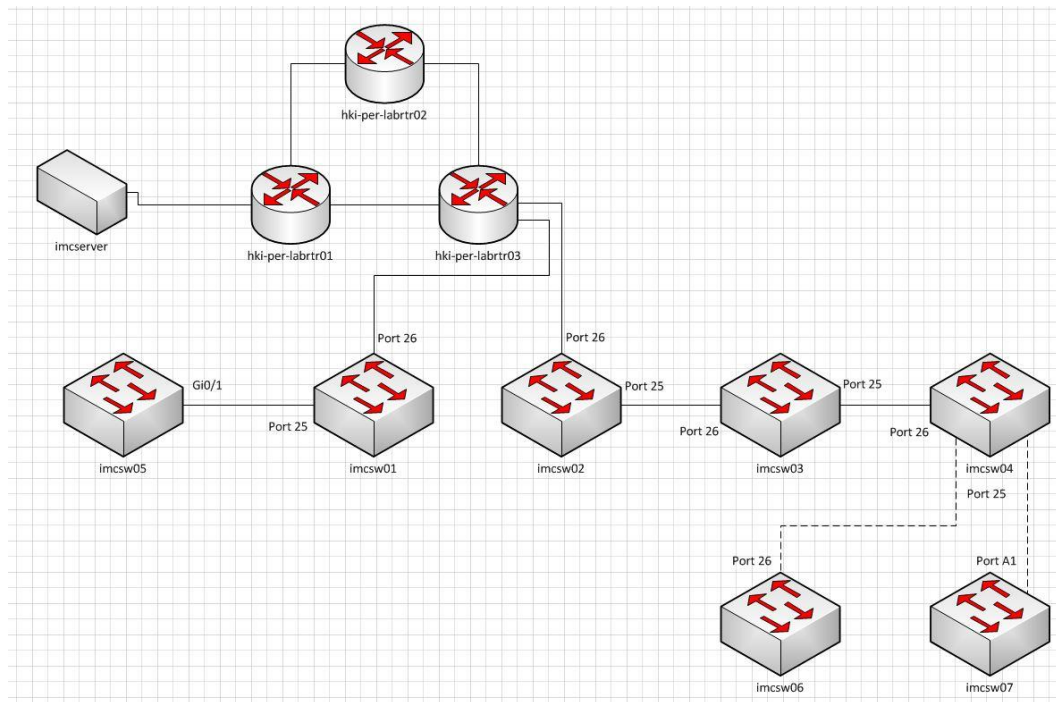 hki-per-labrtr02
imcserver
hki-per-labrtr01
hki-per-labrtr03
Port 26
Port 26
Gi0/1
Port 25
Port 25
Port 25
Port 26
Port 26
imcsw05
imcsw01
imcsw02
imcsw03
imcsw04
Port 25
Port 26
Port A1
imcsw06
imcsw07